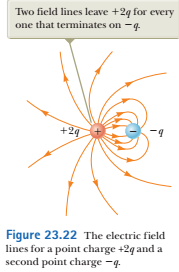 Two field lines leave +2q for every
one that terminates on −q.
+2q
+
−
−q
Figure 23.22 The electric field
lines for a point charge +2q and a
second point charge −q.